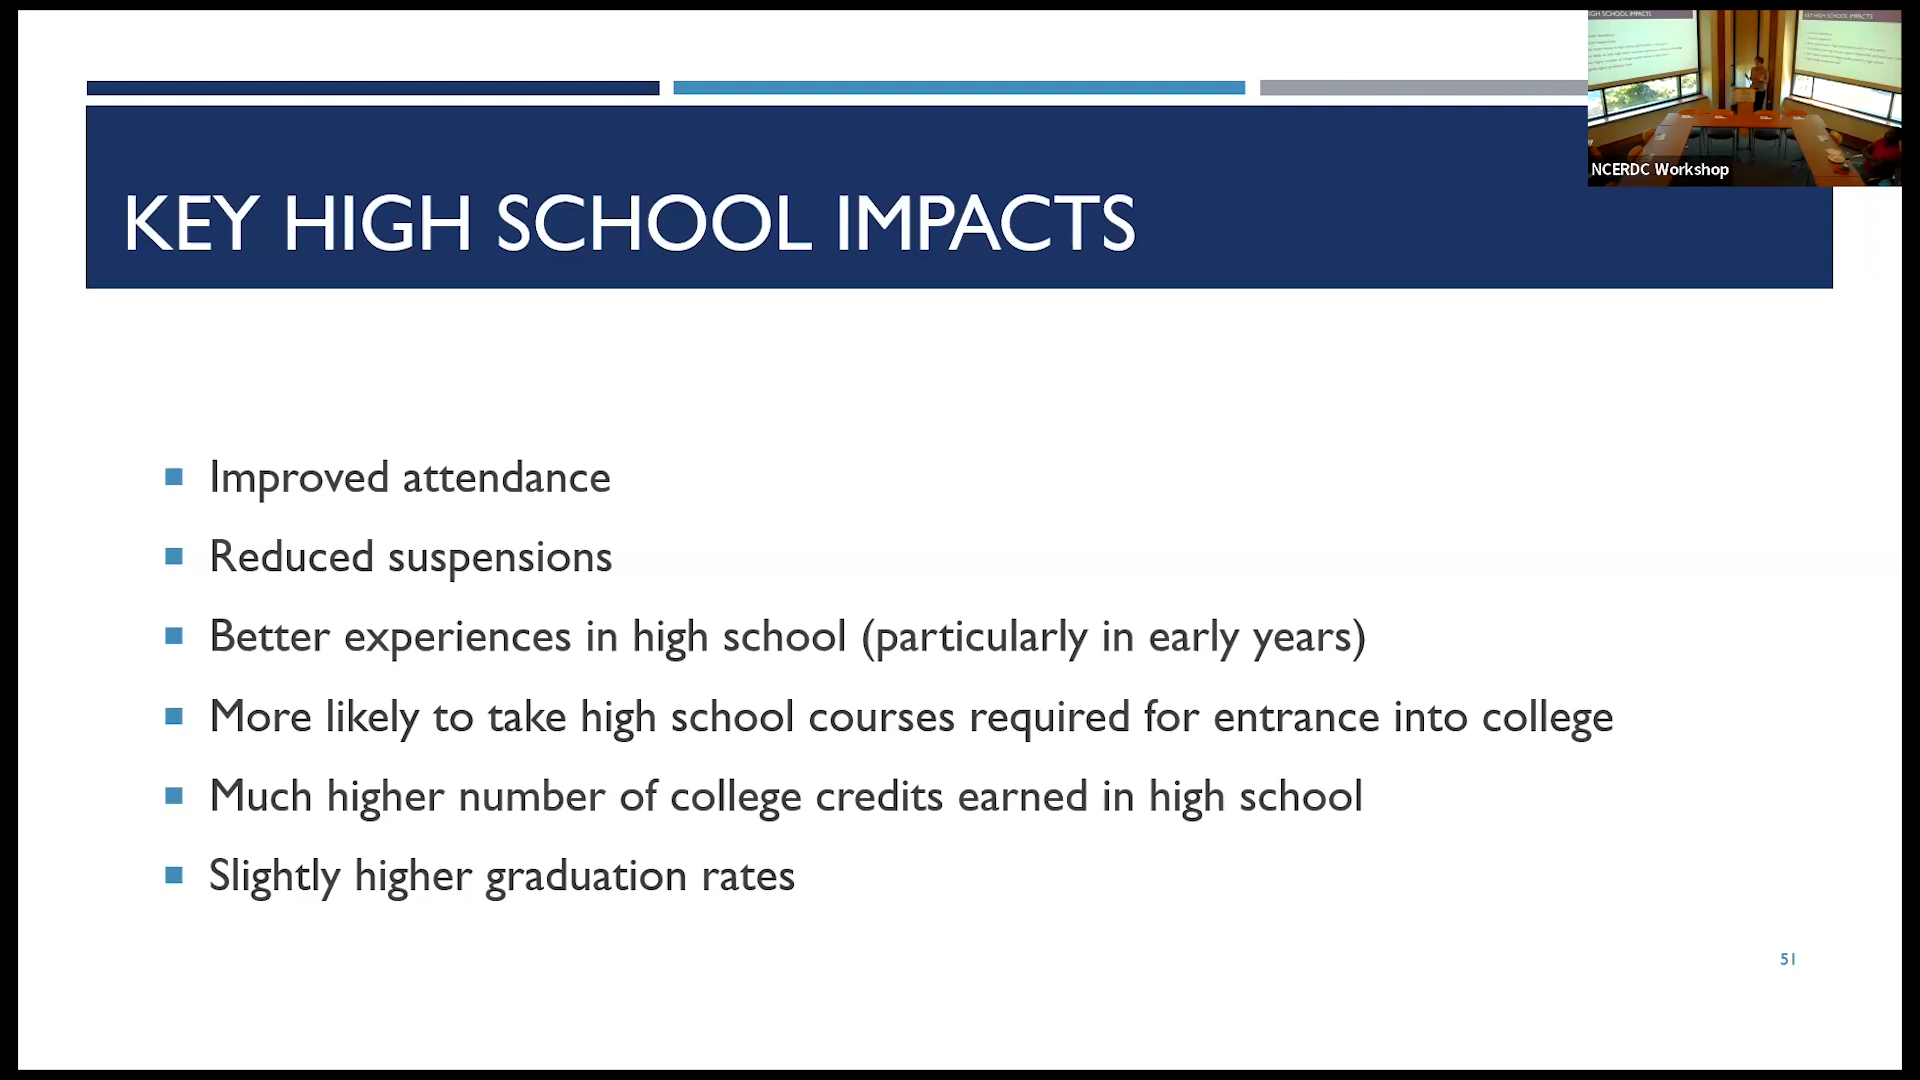 KEY HIGH SCHOOL IMPACTS
NCERDC Workshop
Improved attendance
Reduced suspensions
Better experiences in high school (particularly in early years)
More likely to take high school courses required for entrance into college
Much higher number of college credits earned in high school
Slightly higher graduation rates
51